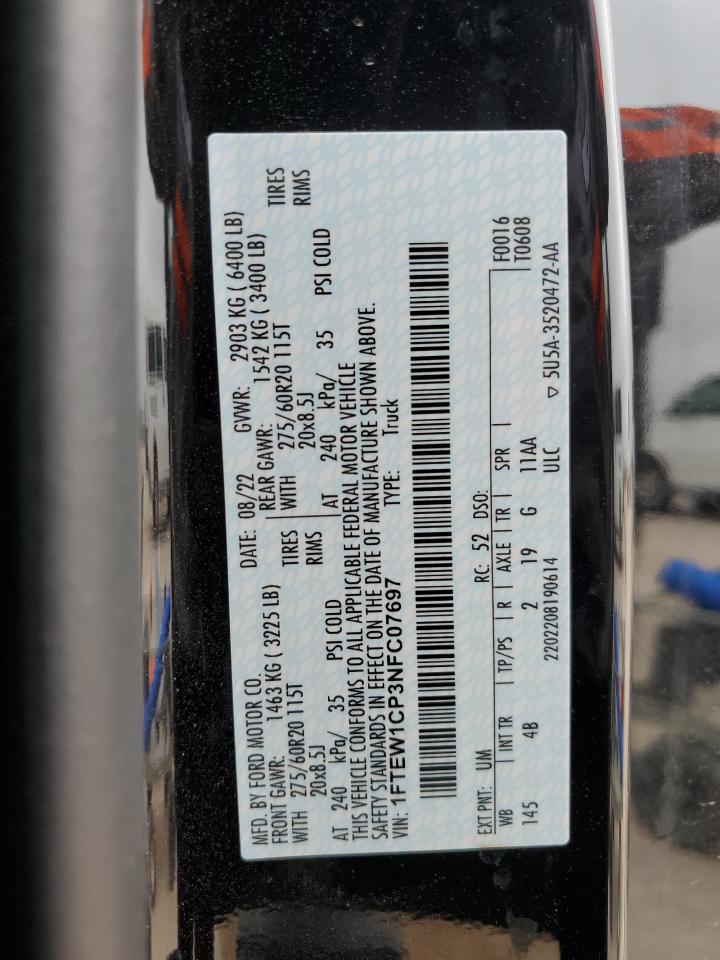 MFD. BY FORD MOTOR CO. DATE: 08/22 GVWR: 2903 KG ( 6400 LB)
FRONT GAWR: 1463 KG ( 3225 LB) REAR GAWR: 1542 KG ( 3400 LB)
WITH 275/60R20 115T TIRES WITH 275/60R20 115T TIRES
20x8.5J RIMS 20x8.5J RIMS
AT 240 kPa/ 35 PSI COLD AT 240 kPa/ 35 PSI COLD
THIS VEHICLE CONFORMS TO ALL APPLICABLE FEDERAL MOTOR VEHICLE
SAFETY STANDARDS IN EFFECT ON THE DATE OF MANUFACTURE SHOWN ABOVE.
VIN: 1FTEW1CP3NFC07697 TYPE: Truck
EXT PNT: UM RC: 52 DSO:
WB INT TR TP/PS R AXLE TR SPR F0016
145 4B 2 19 G 11AA T0608
2202208190614 ULC
▽ 5U5A-3520472-AA